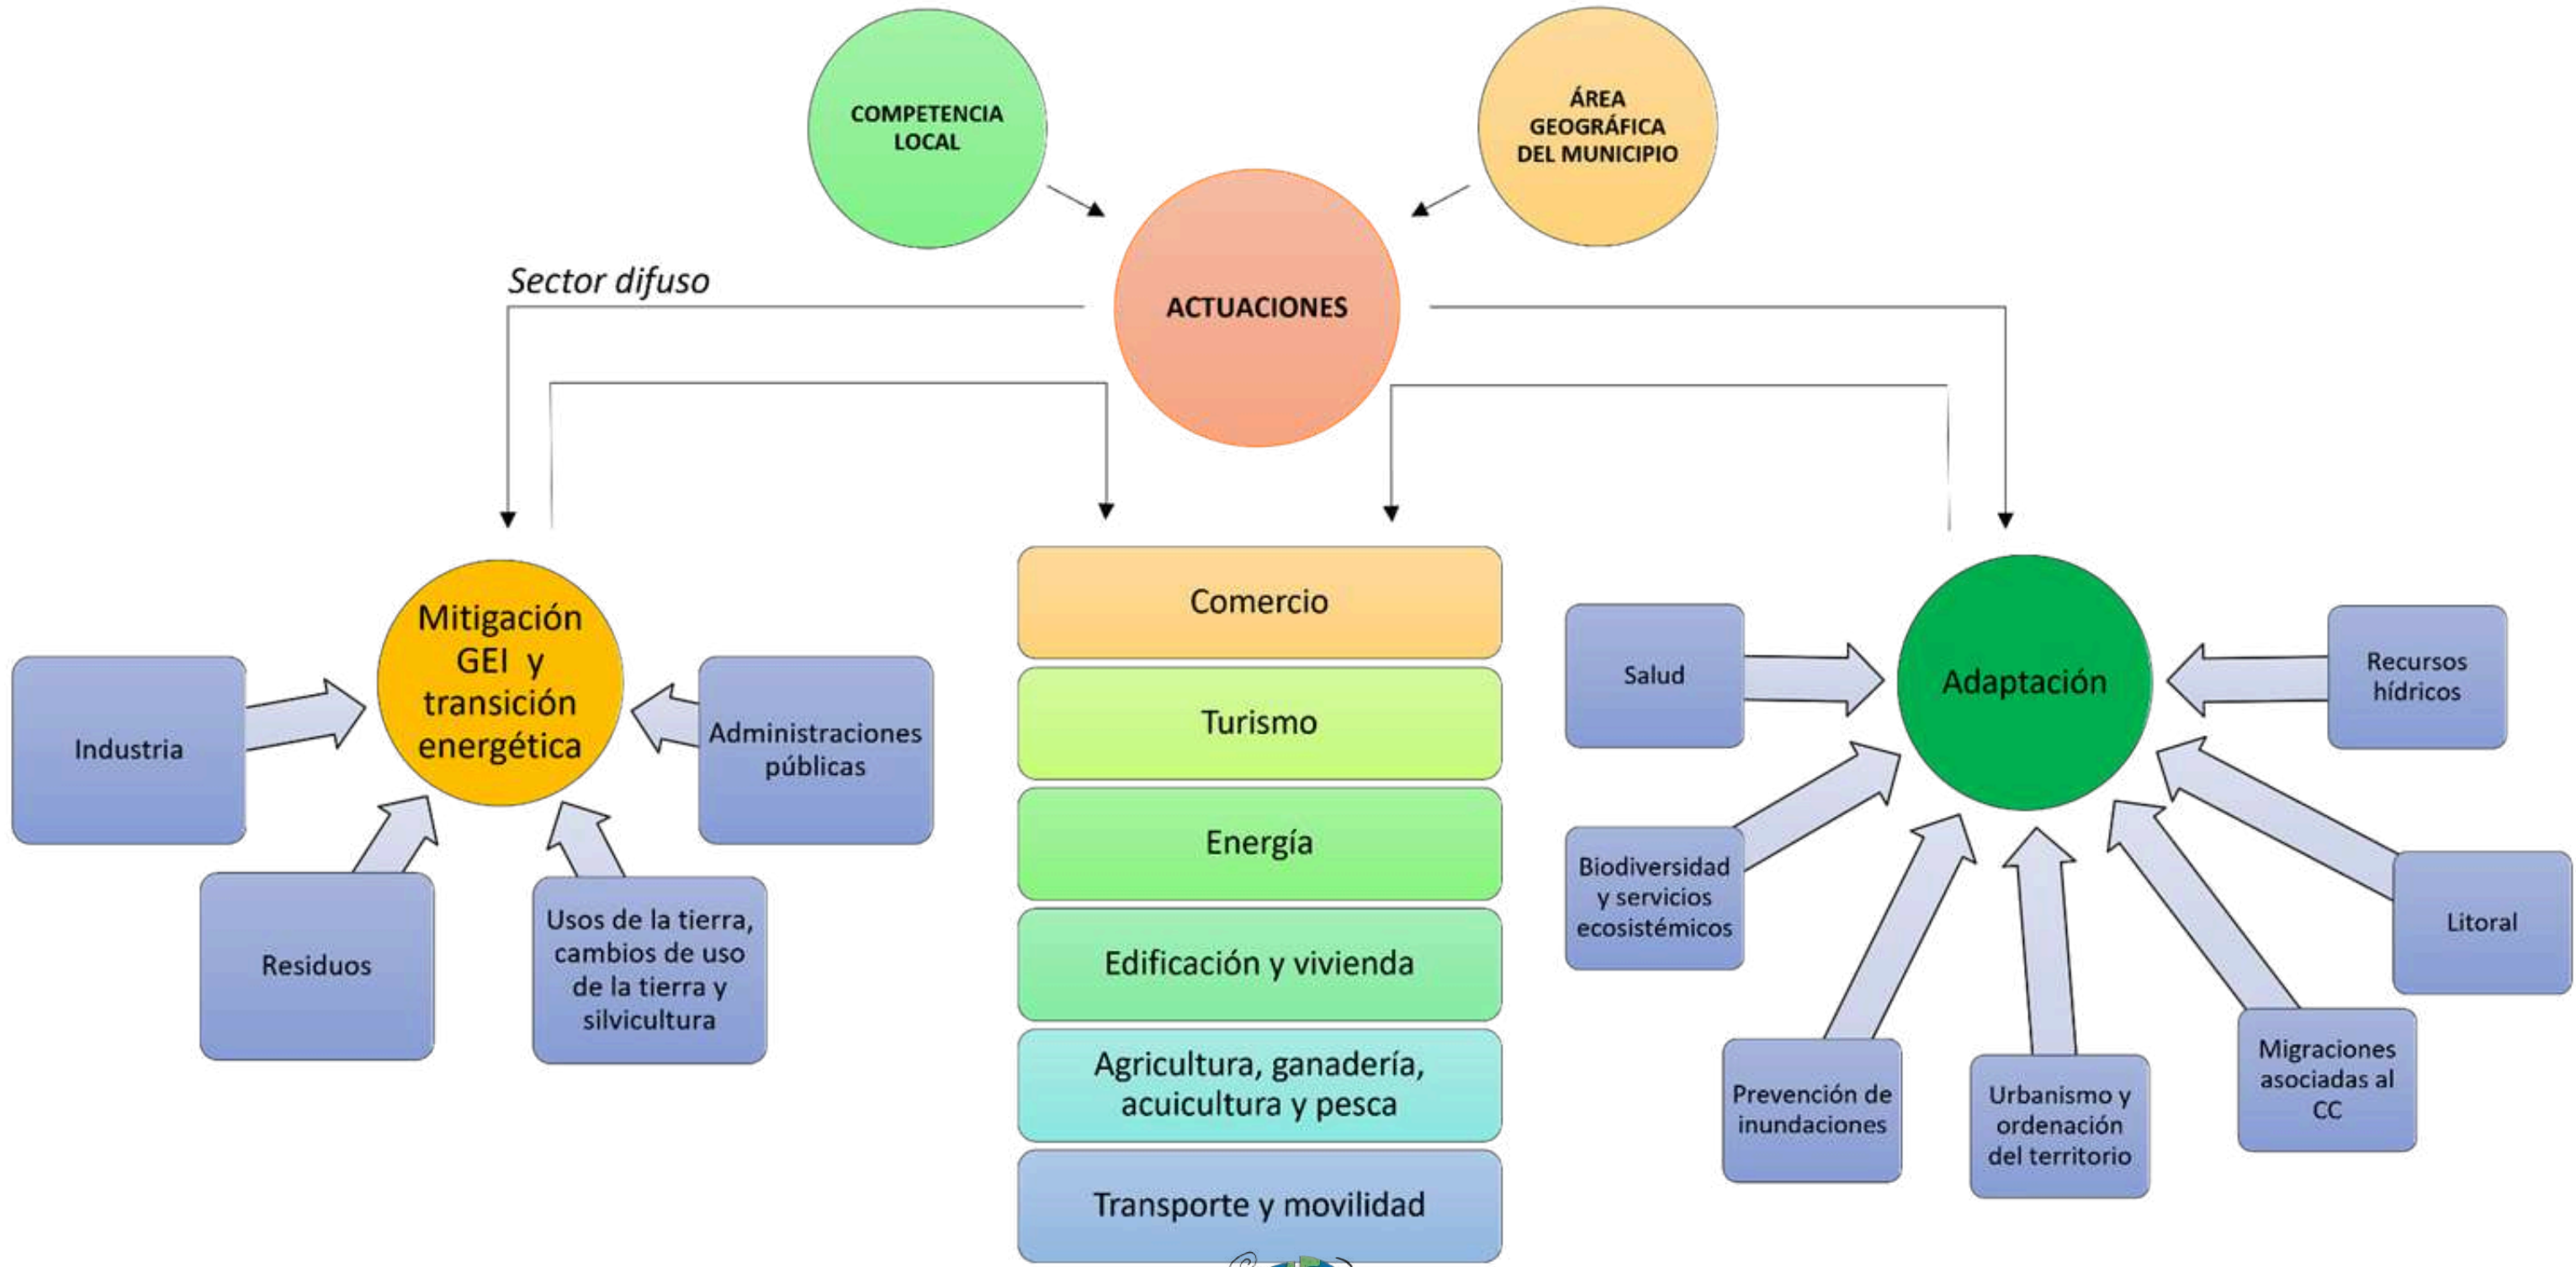 COMPETENCIA
LOCAL
ÁREA
GEOGRÁFICA
DEL MUNICIPIO
Sector difuso
ACTUACIONES
Mitigación
GEI y
transición
energética
Industria
Administraciones
públicas
Residuos
Usos de la tierra,
cambios de uso
de la tierra y
silvicultura
Comercio
Turismo
Energía
Edificación y vivienda
Agricultura, ganadería,
acuicultura y pesca
Transporte y movilidad
Adaptación
Salud
Recursos
hídricos
Biodiversidad
y servicios
ecosistémicos
Litoral
Prevención de
inundaciones
Urbanismo y
ordenación
del territorio
Migraciones
asociadas al
CC